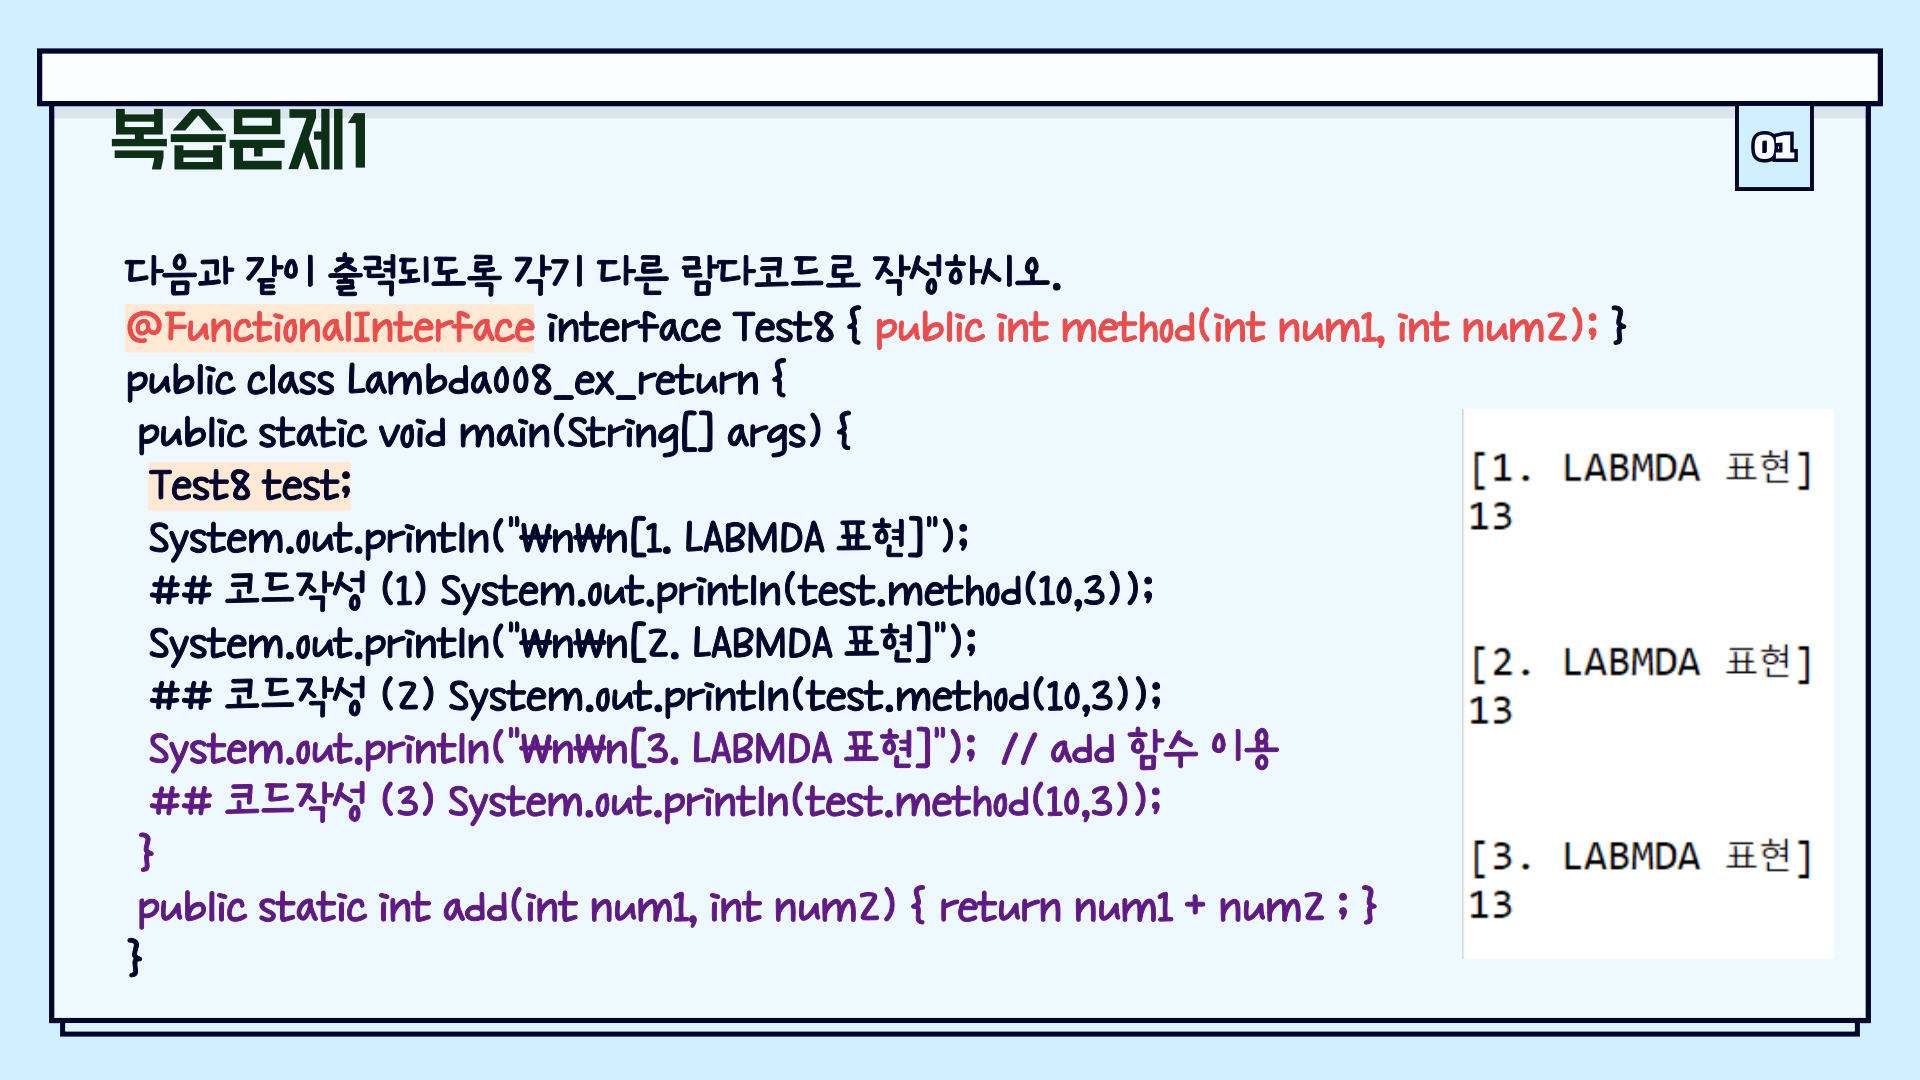 복습문제1
01
다음과 같이 출력되도록 각기 다른 람다코드로 작성하시오.
@FunctionalInterface interface Test8 { public int method(int num1, int num2); }
public class Lambda008_ex_return {
public static void main(String[] args) {
Test8 test;
System.out.println("₩n₩n[1. LABMDA 표현]");
## 코드작성 (1) System.out.println(test.method(10,3));
System.out.println("₩n₩n[2. LABMDA 표현]");
## 코드작성 (2) System.out.println(test.method(10,3));
System.out.println("₩n₩n[3. LABMDA 표현]"); // add 함수 이용
## 코드작성 (3) System.out.println(test.method(10,3));
}
public static int add(int num1, int num2) { return num1 + num2 ; }
}
[1. LABMDA 표현]
13
[2. LABMDA 표현]
13
[3. LABMDA 표현]
13